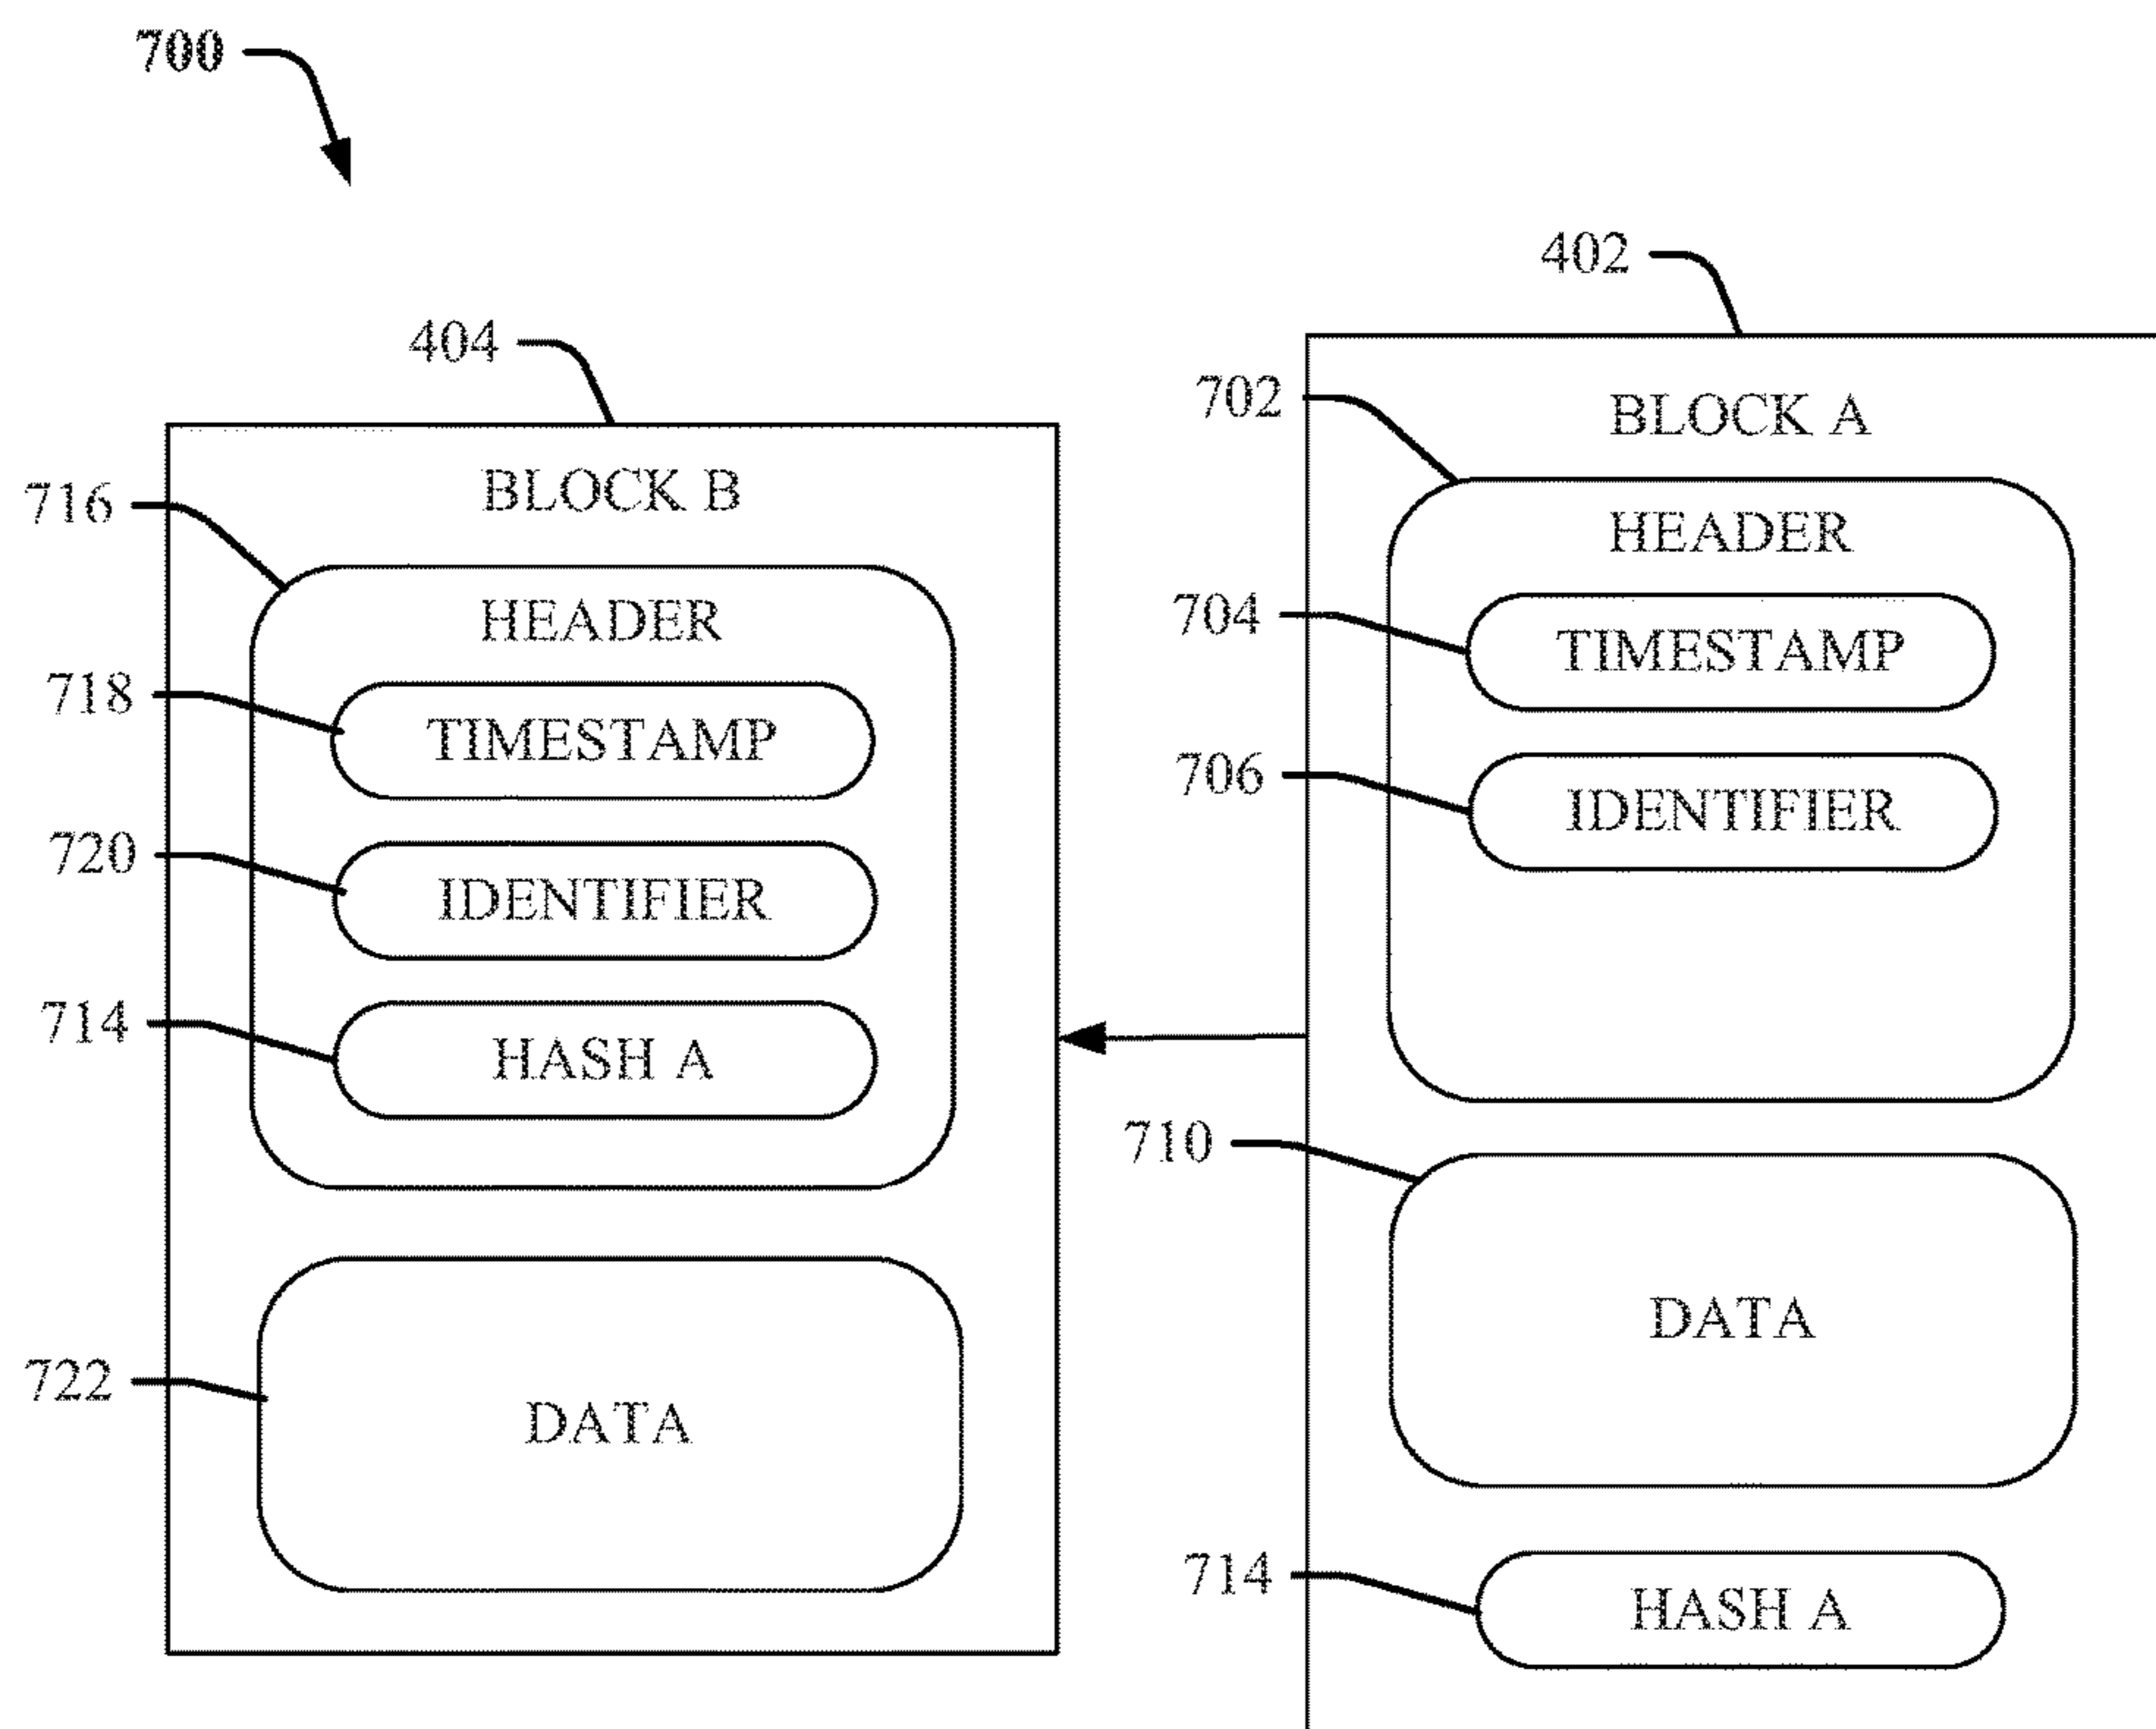 700
404
BLOCK B
716
HEADER
718
TIMESTAMP
720
IDENTIFIER
714
HASH A
722
DATA
402
BLOCK A
702
HEADER
704
TIMESTAMP
706
IDENTIFIER
710
DATA
714
HASH A